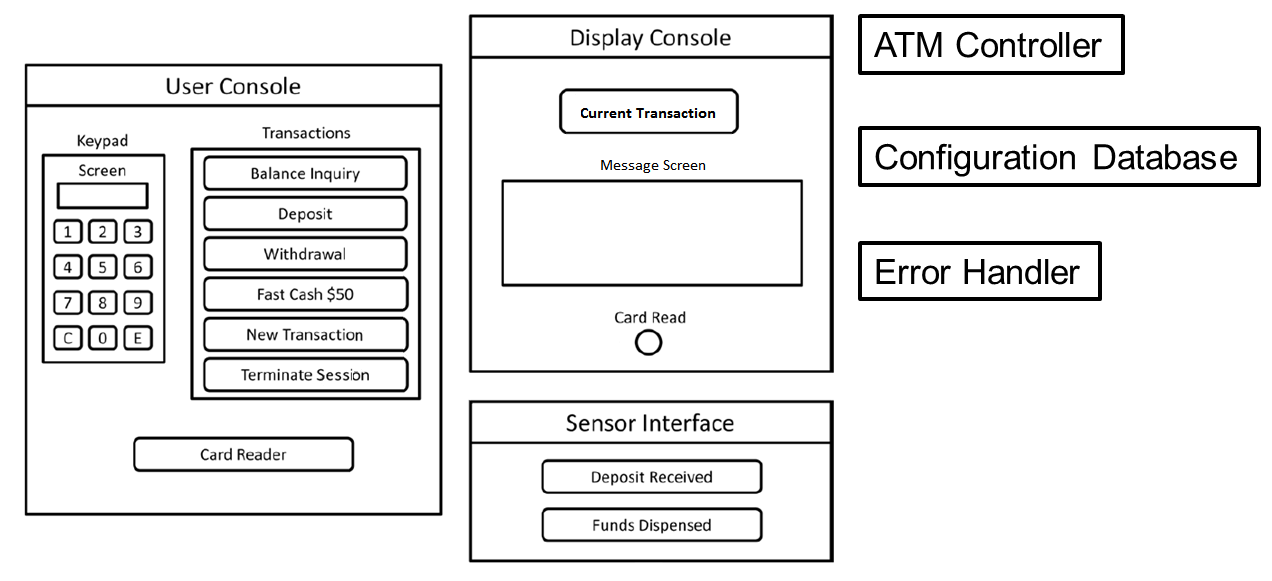 User Console
Keypad
Screen
1 2 3
4 5 6
7 8 9
C 0 E
Transactions
Balance Inquiry
Deposit
Withdrawal
Fast Cash $50
New Transaction
Terminate Session
Card Reader
Display Console
Current Transaction
Message Screen
Card Read
Sensor Interface
Deposit Received
Funds Dispensed
ATM Controller
Configuration Database
Error Handler